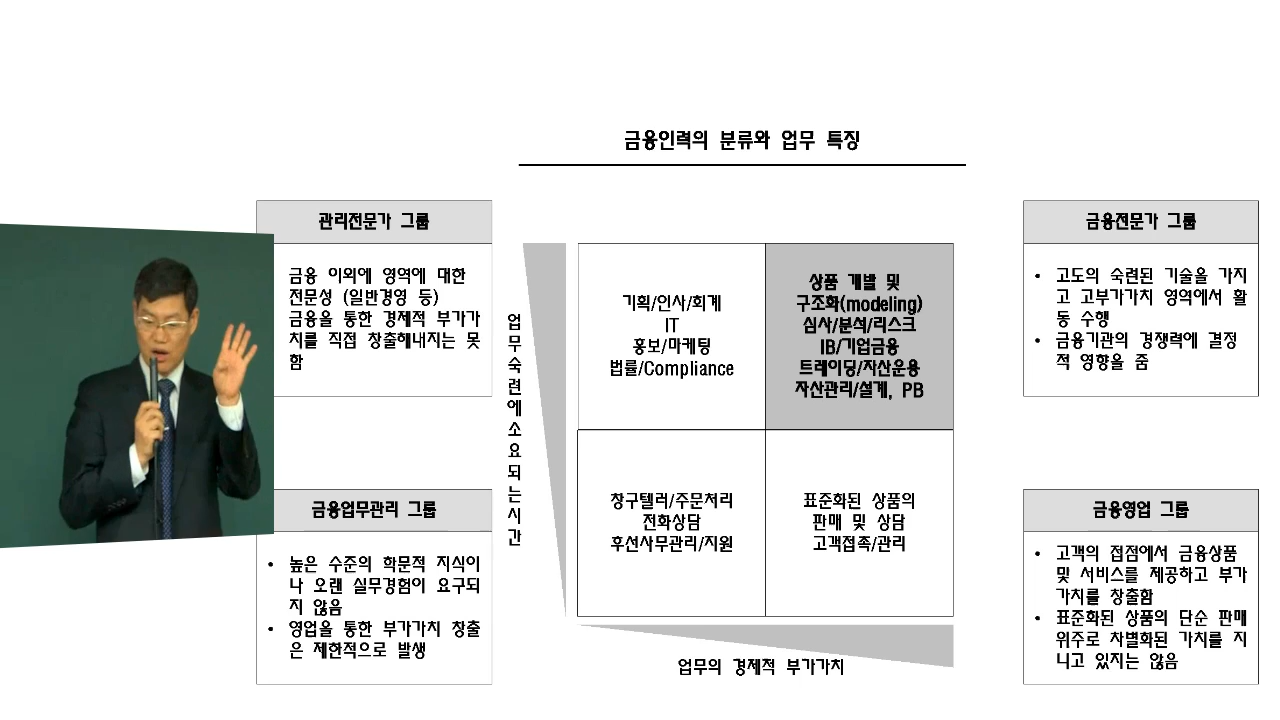 금융인력의 분류와 업무 특징
관리전문가 그룹
금융 이외에 영역에 대한
전문성 (일반경영 등)
금융을 통한 경제적 부가가
치를 직접 창출해내지는 못
함
금융업무관리 그룹
• 높은 수준의 학문적 지식이
나 오랜 실무경험이 요구되
지 않음
• 영업을 통한 부가가치 창출
은 제한적으로 발생
업무숙련에소요되는시간
기획/인사/회계
IT
홍보/마케팅
법률/Compliance
상품 개발 및
구조화(modeling)
심사/분석/리스크
IB/기업금융
트레이딩/자산운용
자산관리/설계, PB
창구텔러/주문처리
전화상담
후선사무관리/지원
표준화된 상품의
판매 및 상담
고객접족/관리
업무의 경제적 부가가치
금융전문가 그룹
• 고도의 숙련된 기술을 가지
고 고부가가치 영역에서 활
동 수행
• 금융기관의 경쟁력에 결정
적 영향을 줌
금융영업 그룹
• 고객의 접점에서 금융상품
및 서비스를 제공하고 부가
가치를 창출함
• 표준화된 상품의 단순 판매
위주로 차별화된 가치를 지
니고 있지는 않음